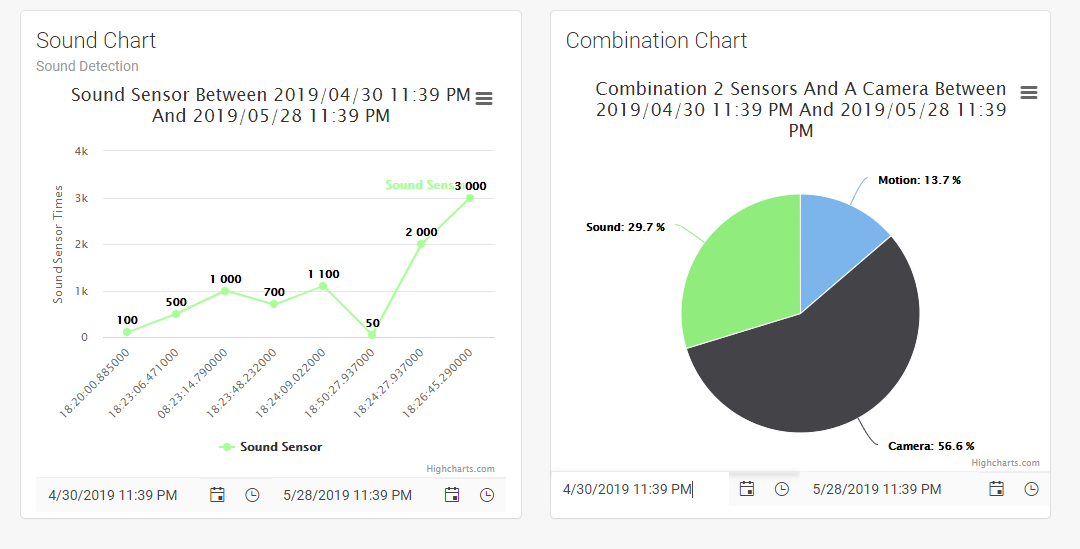 Sound Chart
Sound Detection
Sound Sensor Between 2019/04/30 11:39 PM
And 2019/05/28 11:39 PM
4k
3k
2k
1k
0
Sound Sensor Times
Sound Sens
100
500
1 000
700
1 100
50
2 000
3 000
18:20:00.885000
18:23:06.471000
08:23:14.790000
18:23:48.232000
18:24:09.022000
18:50:27.937000
18:24:27.937000
18:26:45.290000
Sound Sensor
Highcharts.com
4/30/2019 11:39 PM
5/28/2019 11:39 PM
Combination Chart
Combination 2 Sensors And A Camera Between
2019/04/30 11:39 PM And 2019/05/28 11:39
PM
Motion: 13.7 %
Sound: 29.7 %
Camera: 56.6 %
Highcharts.com
4/30/2019 11:39 PM
5/28/2019 11:39 PM